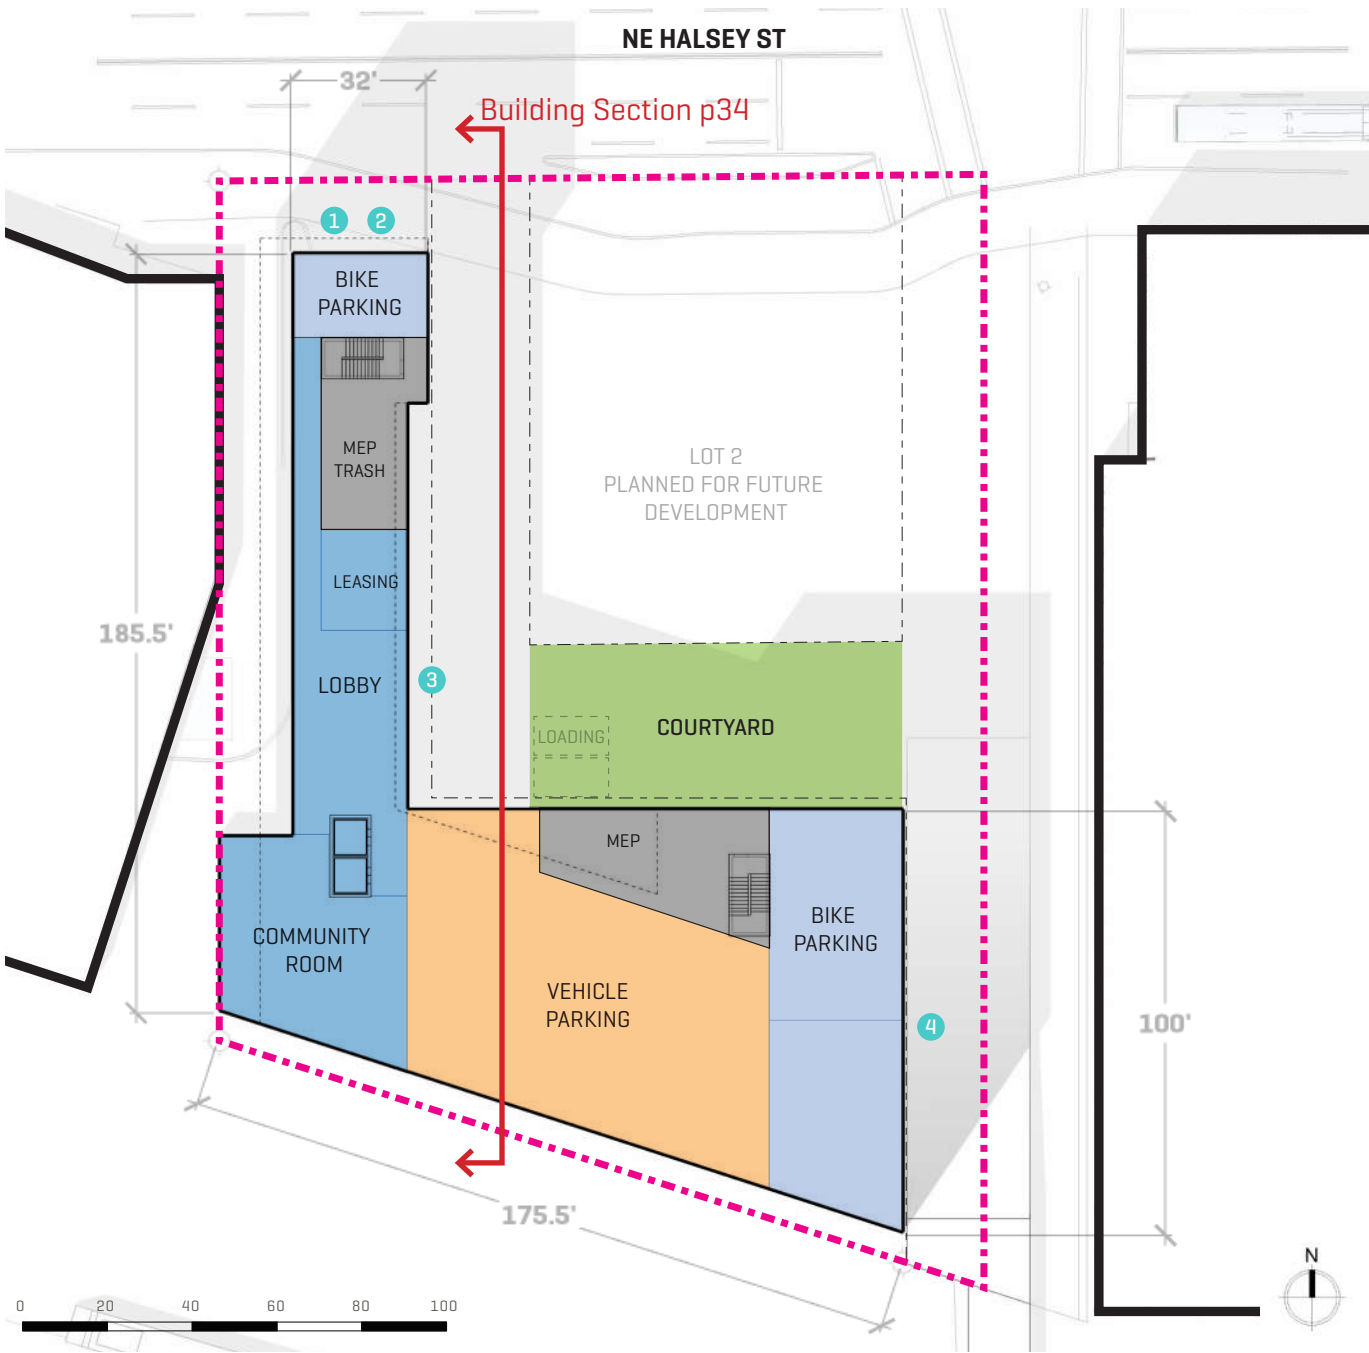 NE HALSEY ST
32'
Building Section p34
1
2
BIKE
PARKING
MEP
TRASH
LOT 2
PLANNED FOR FUTURE
DEVELOPMENT
LEASING
185.5'
LOBBY
3
COURTYARD
LOADING
MEP
BIKE
PARKING
COMMUNITY
ROOM
VEHICLE
PARKING
4
100'
175.5'
N
0 20 40 60 80 100